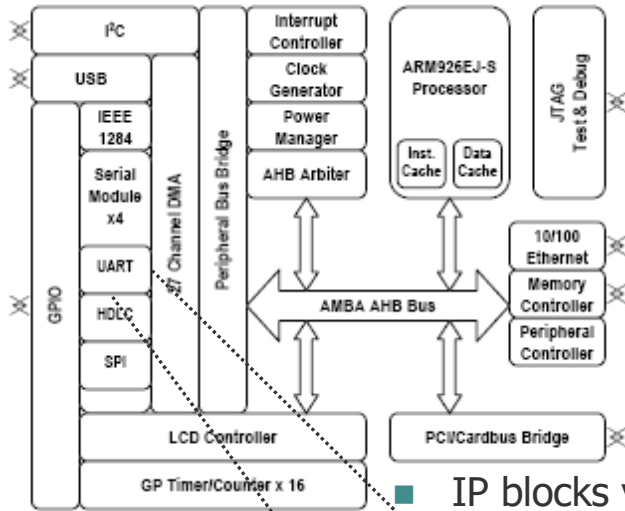 I²C
USB
IEEE
1284
Serial
Module
x4
UART
HDLC
SPI
GPIO
27 Channel DMA
Peripheral Bus Bridge
Interrupt
Controller
Clock
Generator
Power
Manager
AHB Arbiter
ARM926EJ-S
Processor
Inst.
Cache
Data
Cache
JTAG
Test & Debug
10/100
Ethernet
Memory
Controller
Peripheral
Controller
AMBA AHB Bus
LCD Controller
PCI/Cardbus Bridge
GP Timer/Counter x 16
IP blocks